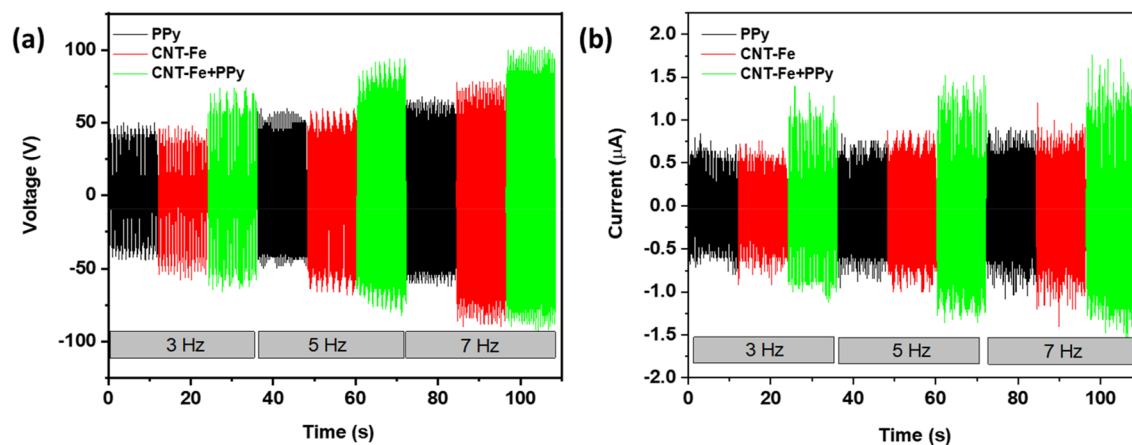 (a)
PPy
CNT-Fe
CNT-Fe+PPy
Voltage (V)
100
50
0
-50
-100
3 Hz
5 Hz
7 Hz
0
20
40
60
80
100
Time (s)
(b)
PPy
CNT-Fe
CNT-Fe+PPy
Current (μA)
2.0
1.5
1.0
0.5
0.0
-0.5
-1.0
-1.5
-2.0
3 Hz
5 Hz
7 Hz
0
20
40
60
80
100
Time (s)